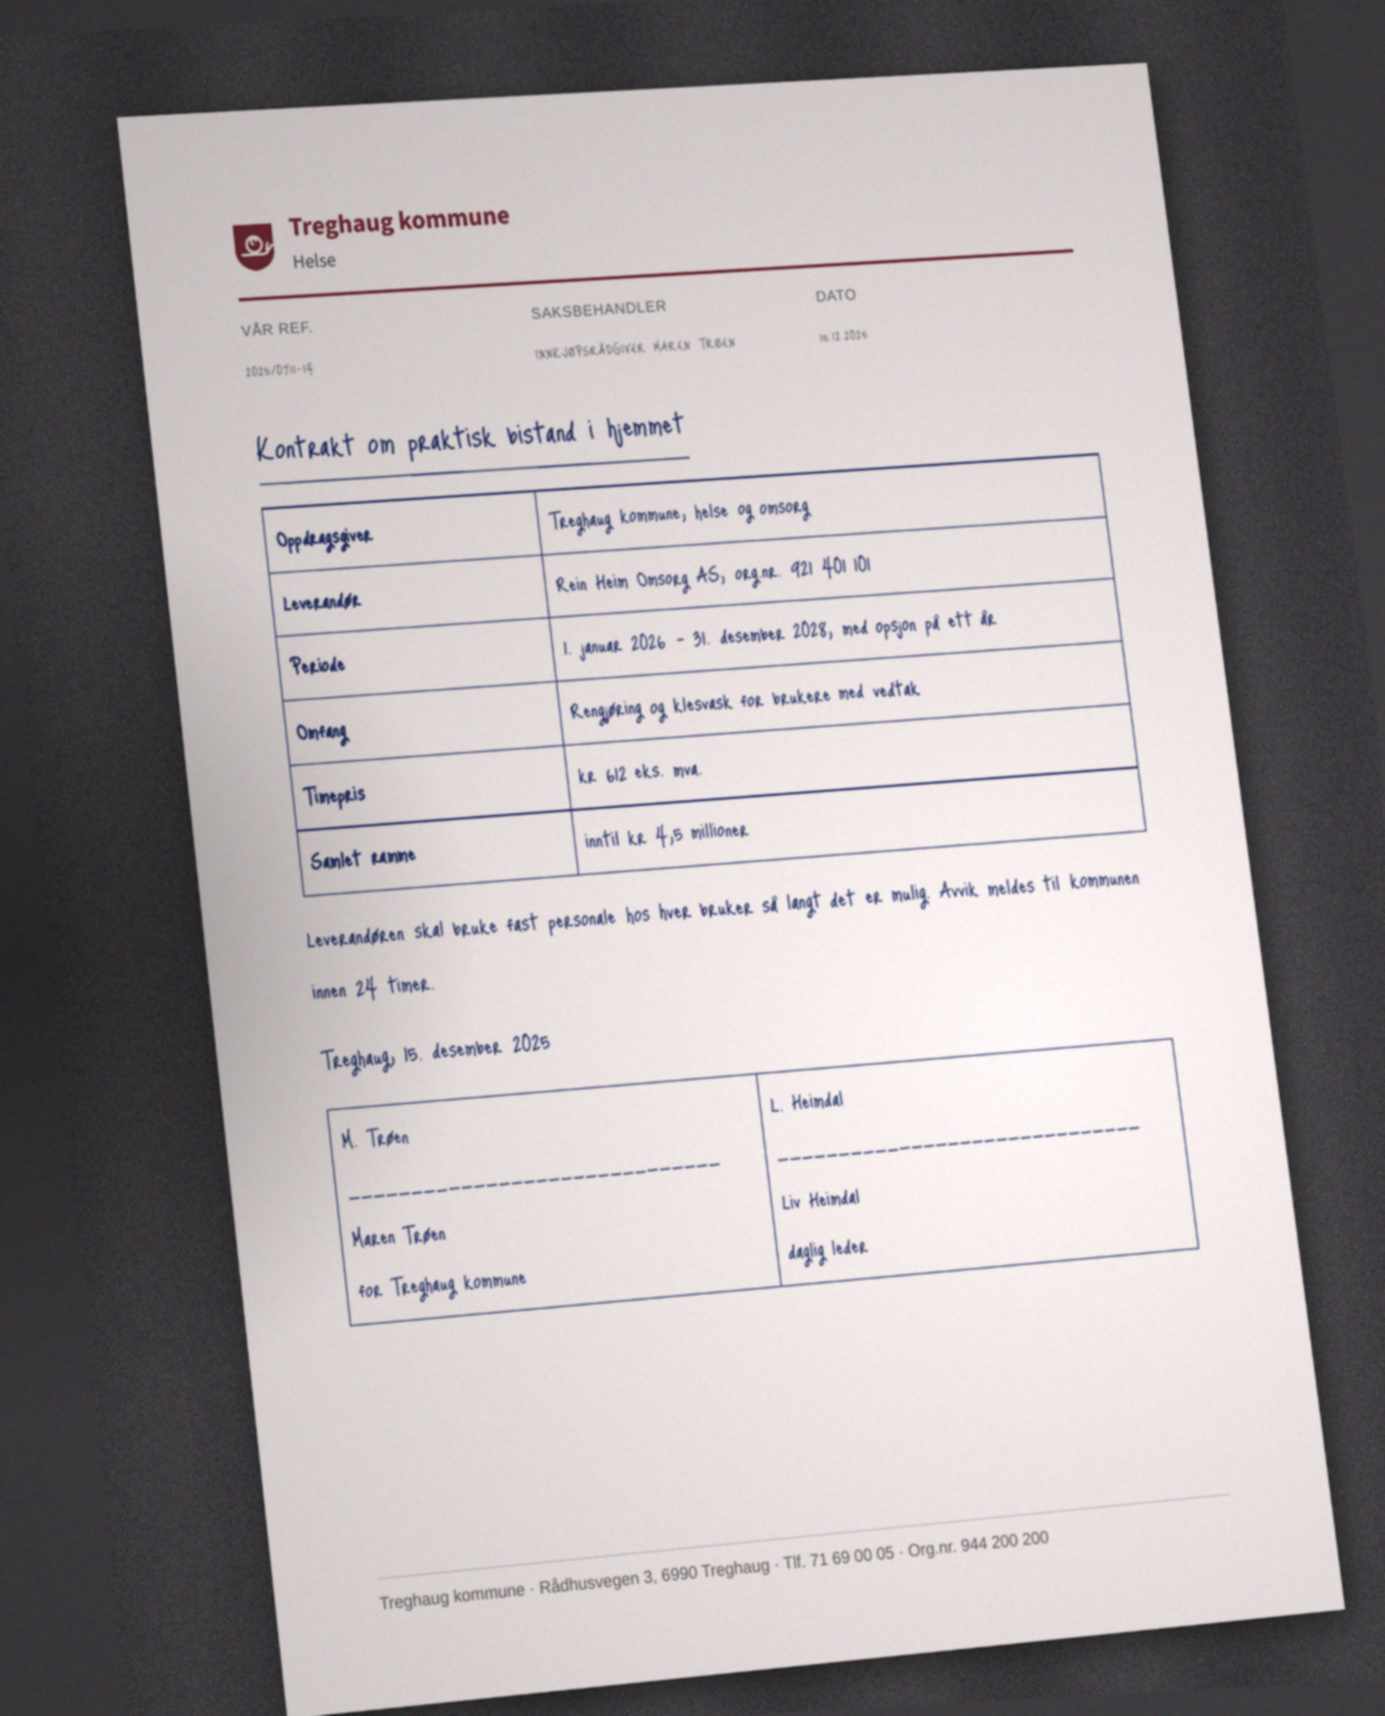 Treghaug kommune
Helse
VÅR REF.
SAKSBEHANDLER
DATO
INNKJØPSRÅDGIVER MAREN TRØEN
Kontrakt om praktisk bistand i hjemmet
Oppdragsgiver Treghaug kommune, helse og omsorg
Leverandør Rein Heim Omsorg AS, org.nr. 921 401 101
Periode 1. januar 2026 – 31. desember 2028, med opsjon på ett år
Omfang Rengjøring og klesvask for brukere med vedtak
Timepris kr 612 eks. mva.
Samlet ramme inntil kr 4,5 millioner
Leverandøren skal bruke fast personale hos hver bruker så langt det er mulig. Avvik meldes til kommunen
innen 24 timer.
Treghaug, 15. desember 2025
M. Trøen L. Heimdal
Maren Trøen Liv Heimdal
for Treghaug kommune daglig leder
Treghaug kommune · Rådhusvegen 3, 6990 Treghaug · Tlf. 71 69 00 05 · Org.nr. 944 200 200